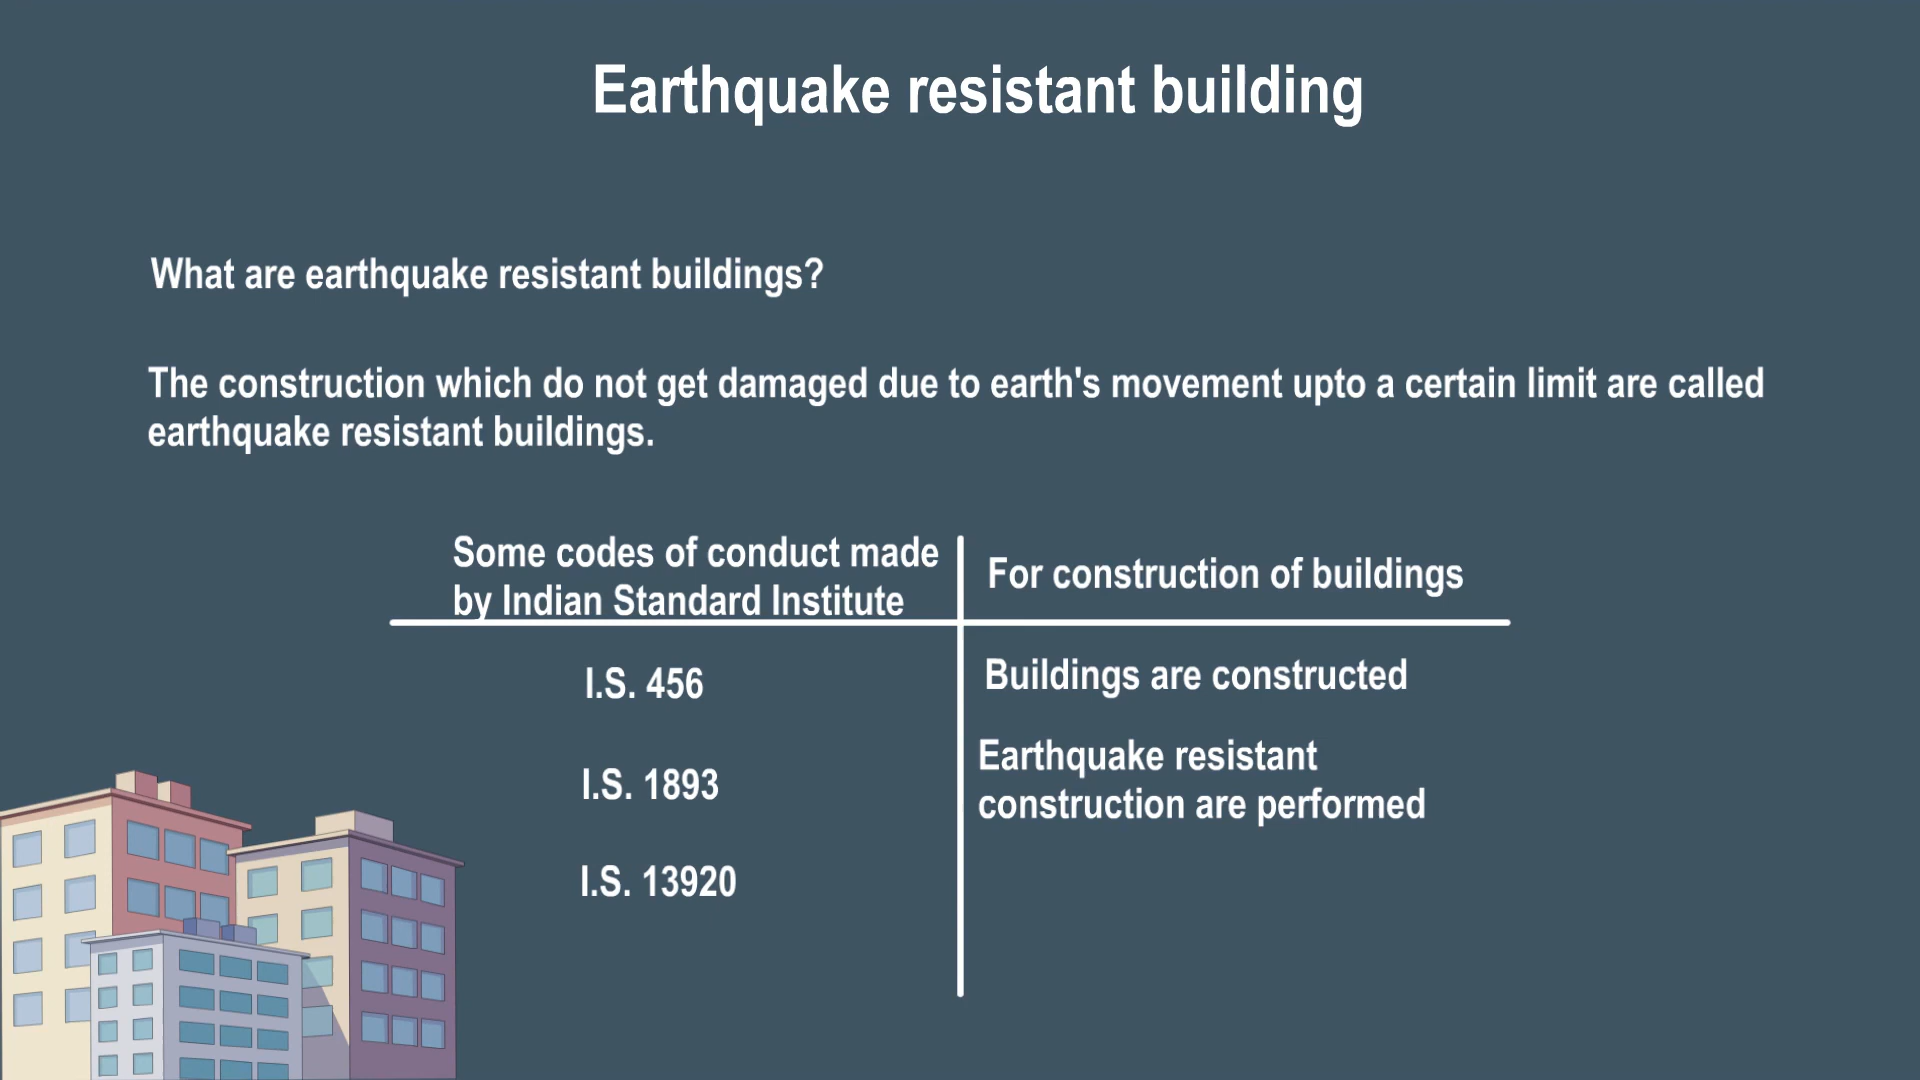 Earthquake resistant building
What are earthquake resistant buildings?
The construction which do not get damaged due to earth's movement upto a certain limit are called
earthquake resistant buildings.
Some codes of conduct made
by Indian Standard Institute
For construction of buildings
I.S. 456
Buildings are constructed
I.S. 1893
Earthquake resistant
construction are performed
I.S. 13920